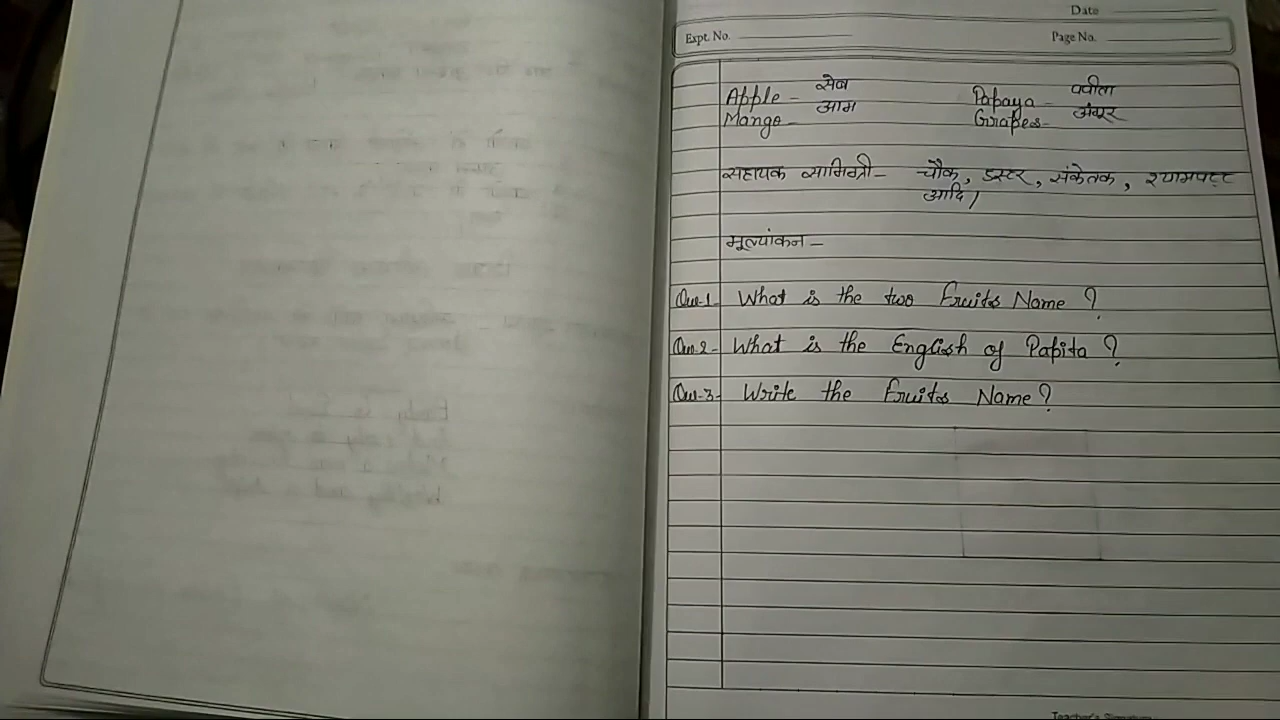 Date
Expt. No.
Page No.
Apple - सेब
Papaya - पपीता
Mango - आम
Grapes - अंगूर
सहायक सामिग्री - चौक, डस्टर, संकेतक, श्यामपट्ट
आदि।
मूल्यांकन -
Que-1- What is the two fruits Name ?
Que-2- What is the English of Papita ?
Que-3- Write the fruits Name ?
Teacher's Signature